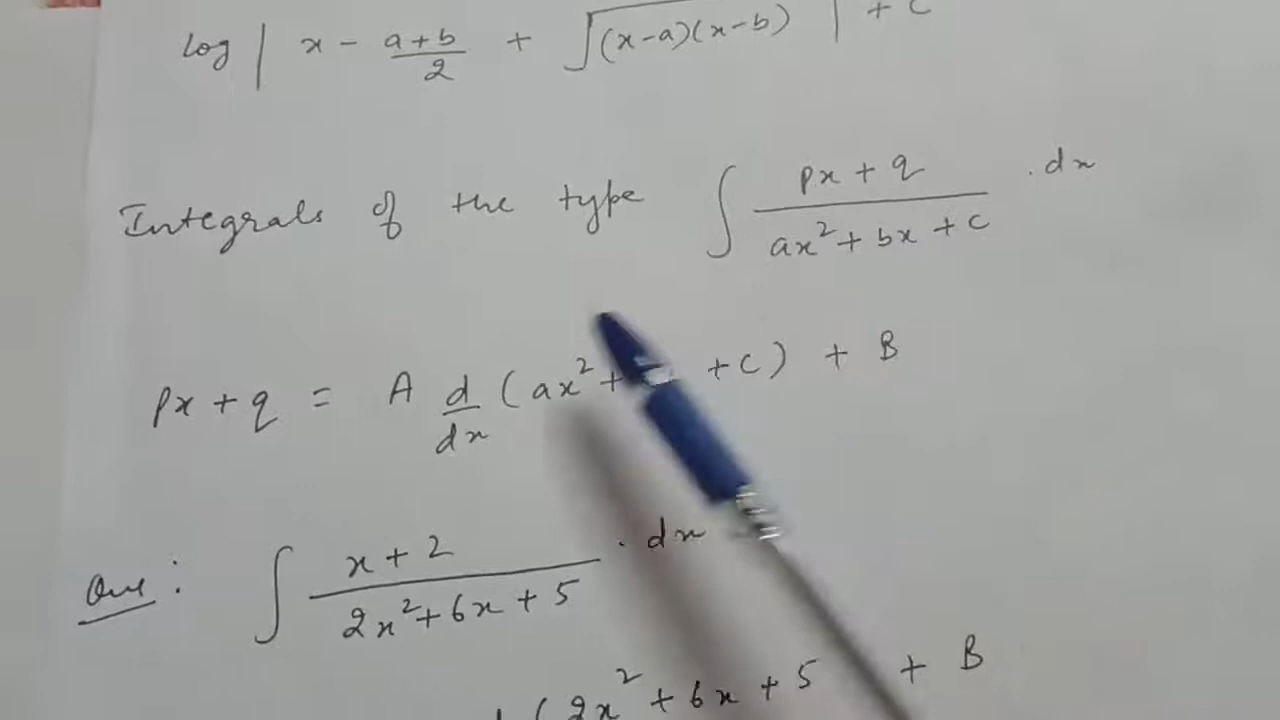 log | x - (a+b)/2 + √(x-a)(x-b) | + C
Integrals of the type ∫ (px + q)/(ax² + bx + c) . dx
px + q = A d/dx (ax² + + c) + B
Que : ∫ (x + 2)/(2x² + 6x + 5) . dx
(2x² + 6x + 5 + B